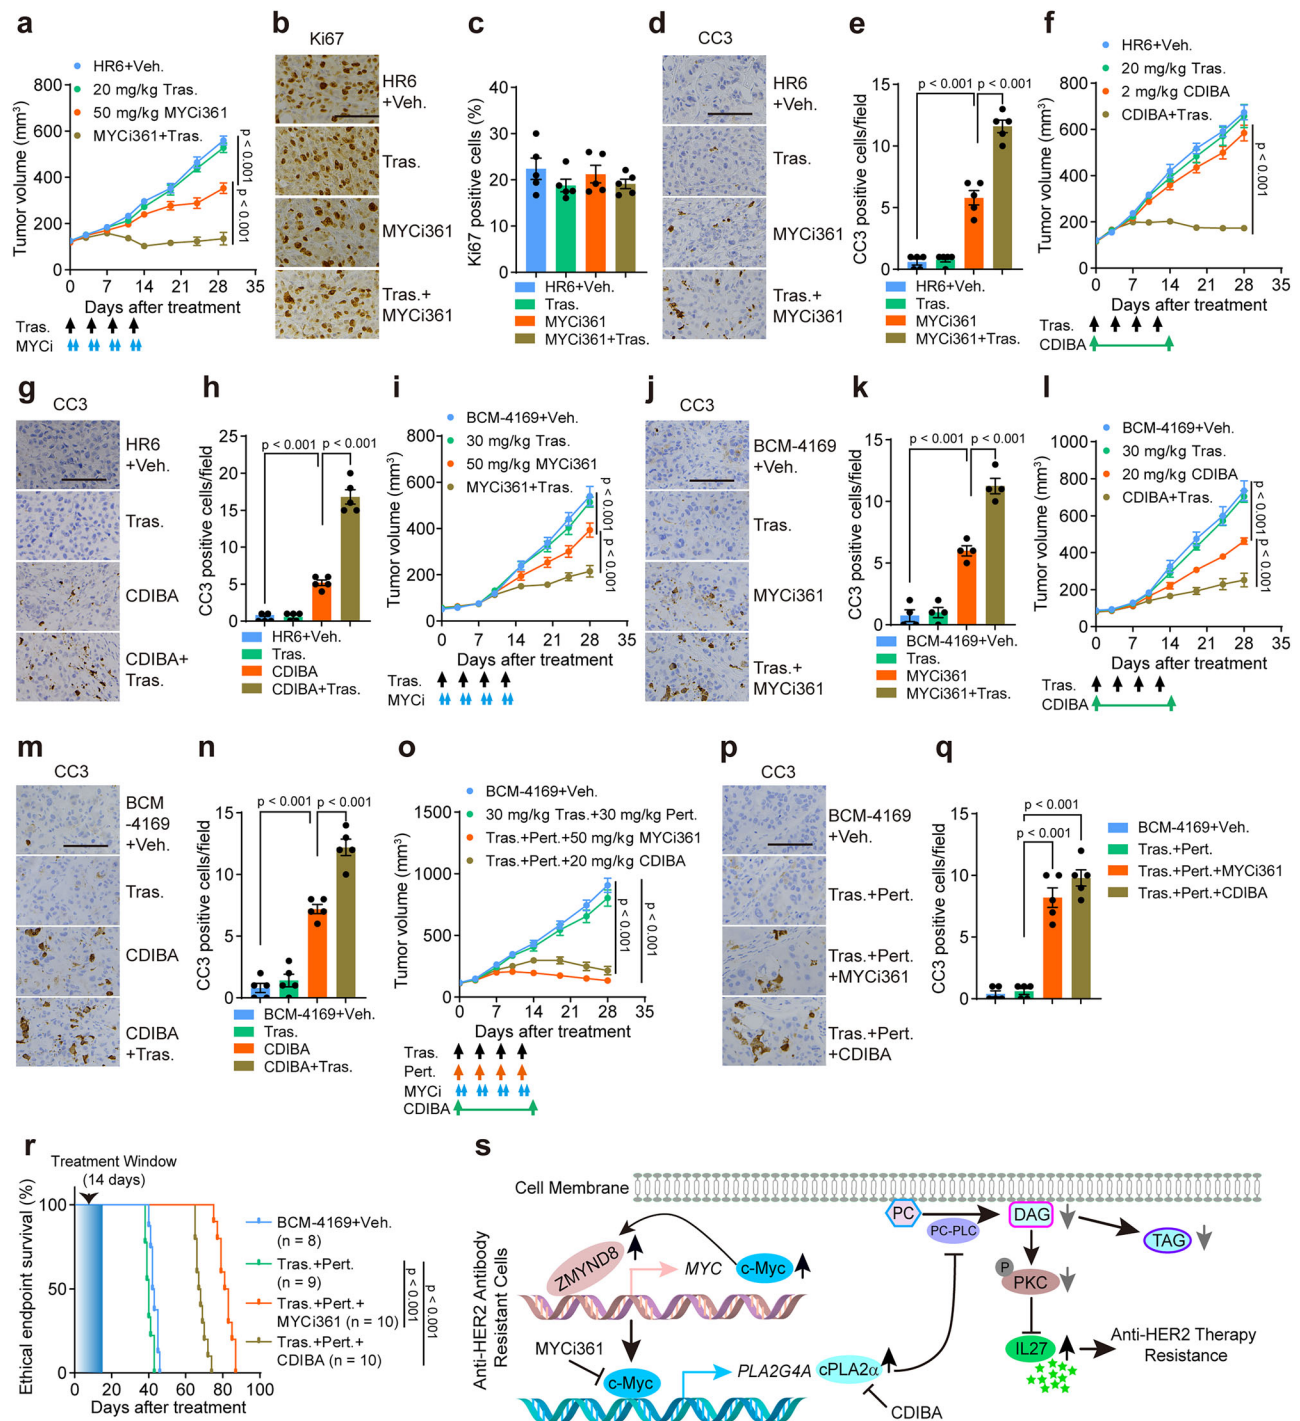 a
HR6+Veh.
20 mg/kg Tras.
50 mg/kg MYCi361
MYCi361+Tras.
Tumor volume (mm³)
800
600
400
200
0
p < 0.001
p < 0.001
0 7 14 21 28 35
Days after treatment
Tras.
MYCi
b
Ki67
HR6
+Veh.
Tras.
MYCi361
Tras.+
MYCi361
c
Ki67 positive cells (%)
40
30
20
10
0
HR6+Veh.
Tras.
MYCi361
MYCi361+Tras.
d
CC3
HR6
+Veh.
Tras.
MYCi361
Tras.+
MYCi361
e
CC3 positive cells/field
15
10
5
0
p < 0.001
p < 0.001
HR6+Veh.
Tras.
MYCi361
MYCi361+Tras.
f
HR6+Veh.
20 mg/kg Tras.
2 mg/kg CDIBA
CDIBA+Tras.
Tumor volume (mm³)
800
600
400
200
0
p < 0.001
0 7 14 21 28 35
Days after treatment
Tras.
CDIBA
g
CC3
HR6
+Veh.
Tras.
CDIBA
CDIBA+
Tras.
h
CC3 positive cells/field
25
20
15
10
5
0
p < 0.001
p < 0.001
HR6+Veh.
Tras.
CDIBA
CDIBA+Tras.
i
BCM-4169+Veh.
30 mg/kg Tras.
50 mg/kg MYCi361
MYCi361+Tras.
Tumor volume (mm³)
800
600
400
200
0
p < 0.001
p < 0.001
0 7 14 21 28 35
Days after treatment
Tras.
MYCi
j
CC3
BCM-4169
+Veh.
Tras.
MYCi361
Tras.+
MYCi361
k
CC3 positive cells/field
15
10
5
0
p < 0.001
p < 0.001
BCM-4169+Veh.
Tras.
MYCi361
MYCi361+Tras.
l
BCM-4169+Veh.
30 mg/kg Tras.
20 mg/kg CDIBA
CDIBA+Tras.
Tumor volume (mm³)
1000
800
600
400
200
0
p < 0.001
p < 0.001
0 7 14 21 28 35
Days after treatment
Tras.
CDIBA
m
CC3
BCM
-4169
+Veh.
Tras.
CDIBA
CDIBA
+Tras.
n
CC3 positive cells/field
15
10
5
0
p < 0.001
p < 0.001
BCM-4169+Veh.
Tras.
CDIBA
CDIBA+Tras.
o
BCM-4169+Veh.
30 mg/kg Tras.+30 mg/kg Pert.
Tras.+Pert.+50 mg/kg MYCi361
Tras.+Pert.+20 mg/kg CDIBA
Tumor volume (mm³)
1500
1000
500
0
p < 0.001
p < 0.001
0 7 14 21 28 35
Days after treatment
Tras.
Pert.
MYCi
CDIBA
p
CC3
BCM-4169
+Veh.
Tras.+Pert.
Tras.+Pert.
+MYCi361
Tras.+Pert.
+CDIBA
q
CC3 positive cells/field
15
10
5
0
p < 0.001
p < 0.001
BCM-4169+Veh.
Tras.+Pert.
Tras.+Pert.+MYCi361
Tras.+Pert.+CDIBA
r
Treatment Window
(14 days)
Ethical endpoint survival (%)
100
50
0
0 20 40 60 80 100
Days after treatment
BCM-4169+Veh.
(n = 8)
Tras.+Pert.
(n = 9)
Tras.+Pert.+
MYCi361 (n = 10)
Tras.+Pert.+
CDIBA (n = 10)
p < 0.001
p < 0.001
s
Cell Membrane
Anti-HER2 Antibody
Resistant Cells
ZMYND8
MYC
c-Myc
MYCi361
c-Myc
PLA2G4A
cPLA2α
CDIBA
PC
PC-PLC
DAG
TAG
P
PKC
IL27
Anti-HER2 Therapy
Resistance